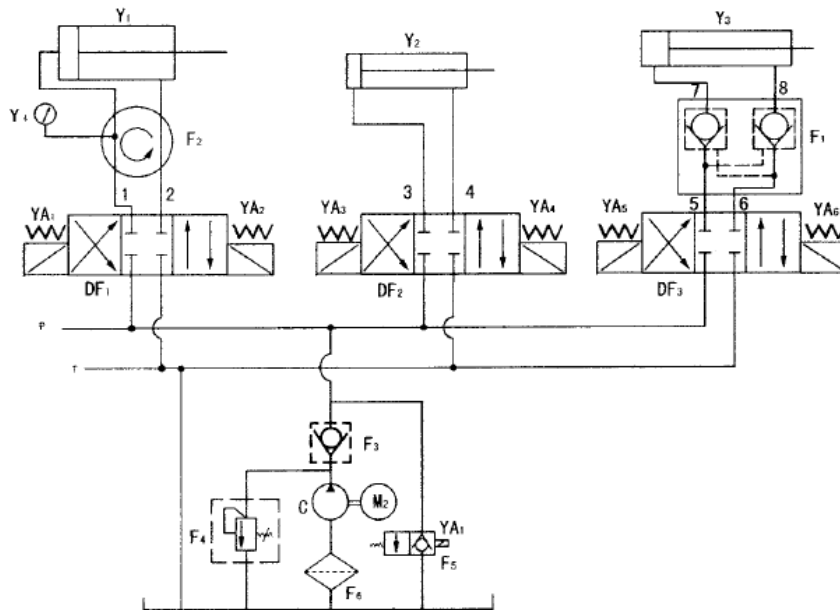 Y₁ Y₂ Y₃
7 8
Y₄ F₂ F₁
1 2 3 4 5 6
YA₁ YA₂ YA₃ YA₄ YA₅ YA₆
DF₁ DF₂ DF₃
P
T
F₃
C M₂
F₄ YA₁
F₅
F₆